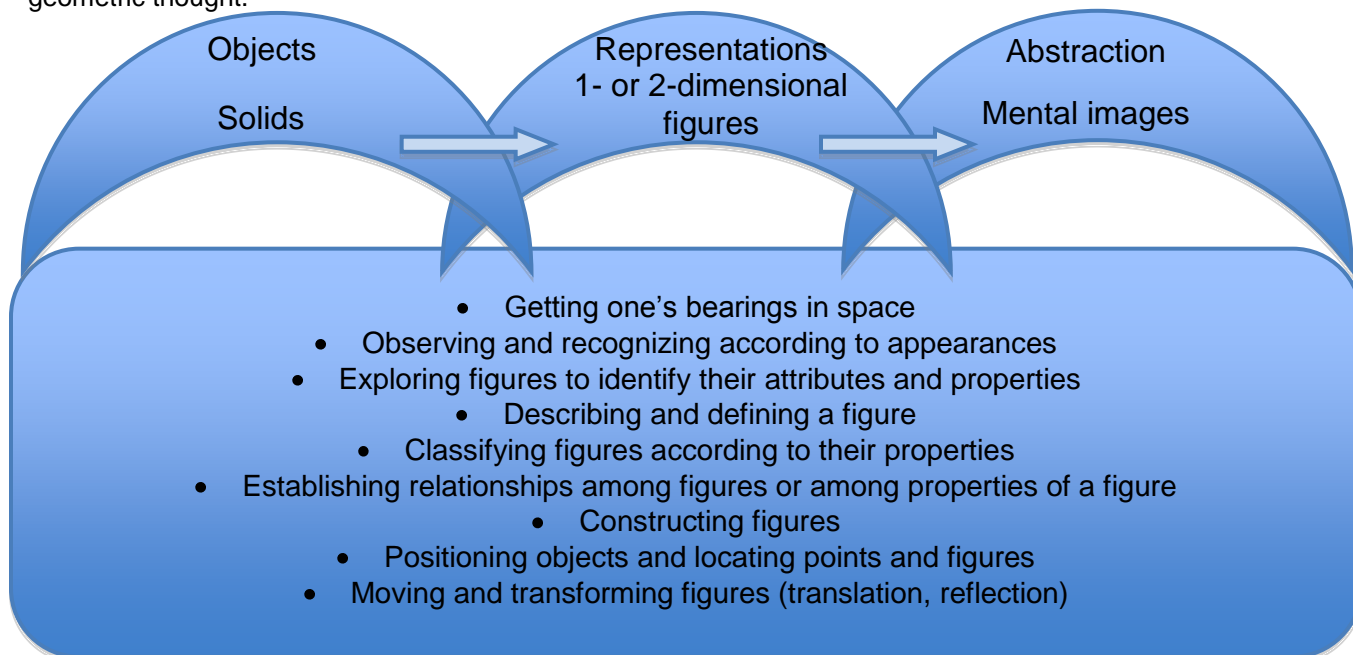 geometric thought.
Objects
Solids
Representations
1- or 2-dimensional
figures
Abstraction
Mental images
• Getting one’s bearings in space
• Observing and recognizing according to appearances
• Exploring figures to identify their attributes and properties
• Describing and defining a figure
• Classifying figures according to their properties
• Establishing relationships among figures or among properties of a figure
• Constructing figures
• Positioning objects and locating points and figures
• Moving and transforming figures (translation, reflection)